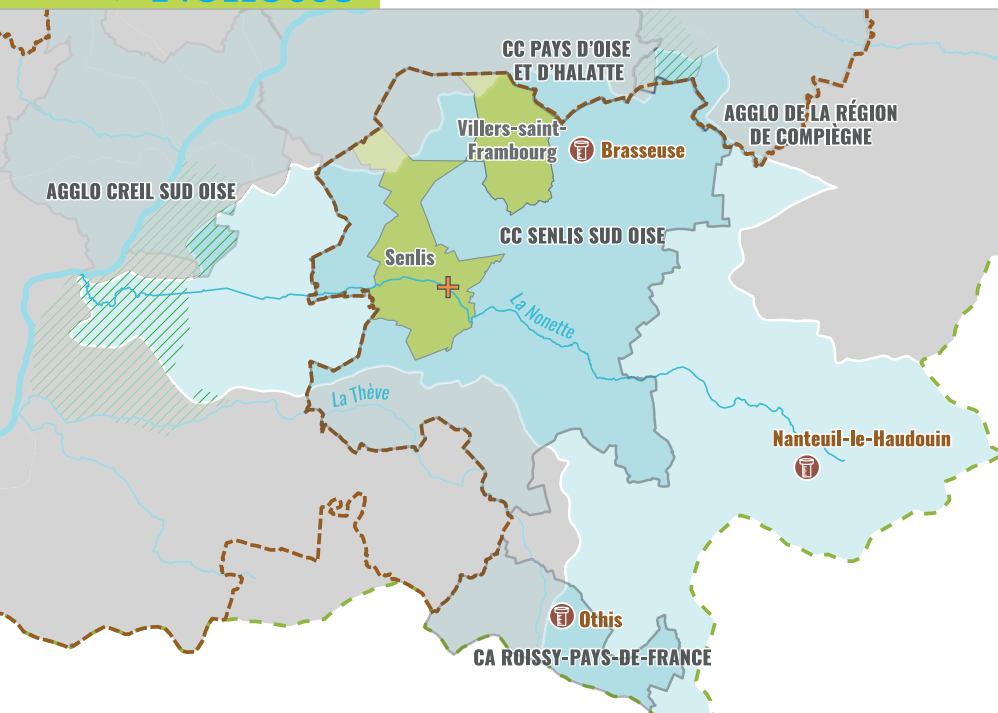 CC PAYS D'OISE
ET D'HALATTE
AGGLO DE LA RÉGION
DE COMPIÈGNE
Villers-saint-
Frambourg
Brasseuse
AGGLO CREIL SUD OISE
CC SENLIS SUD OISE
Senlis
La Nonette
La Thève
Nanteuil-le-Haudouin
Othis
CA ROISSY-PAYS-DE-FRANCE